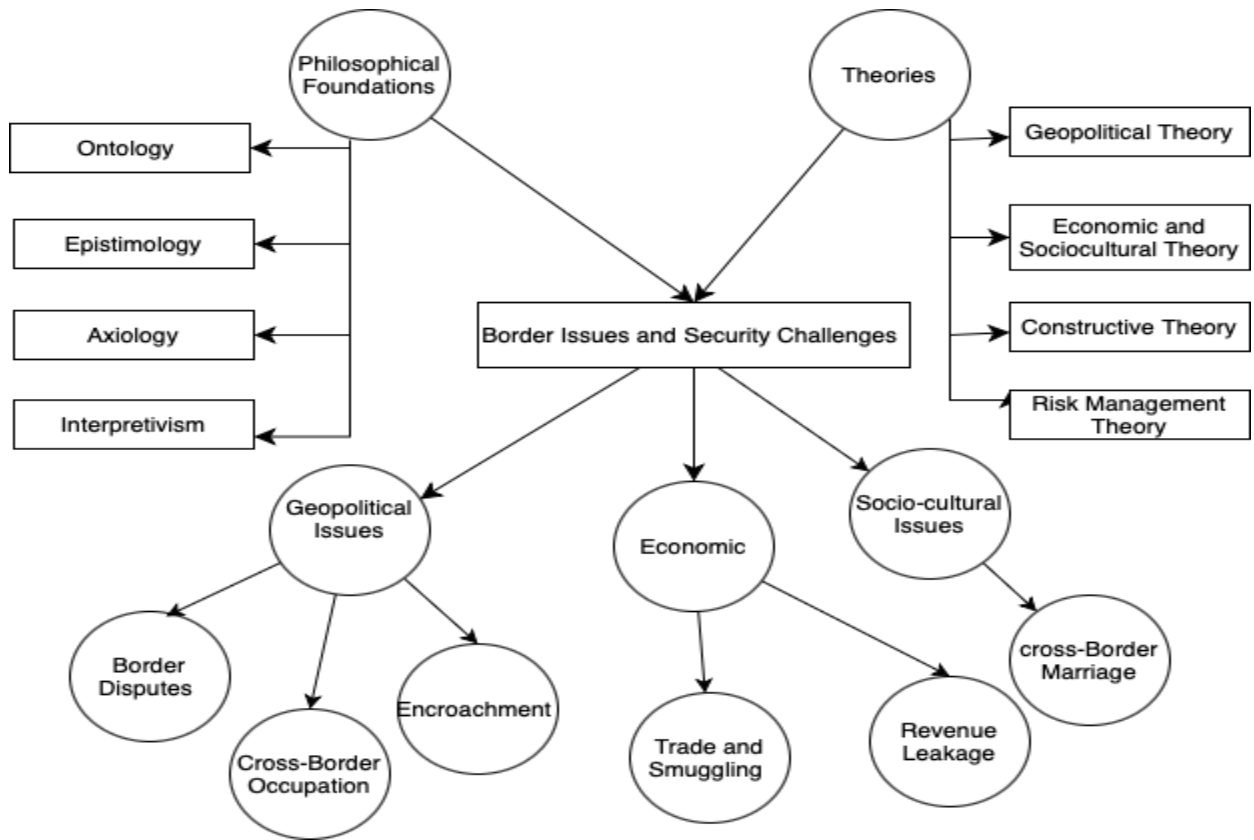 Philosophical
Foundations
Theories
Ontology
Epistimology
Axiology
Interpretivism
Geopolitical Theory
Economic and
Sociocultural Theory
Constructive Theory
Risk Management
Theory
Border Issues and Security Challenges
Geopolitical
Issues
Economic
Socio-cultural
Issues
Border
Disputes
Cross-Border
Occupation
Encroachment
Trade and
Smuggling
Revenue
Leakage
cross-Border
Marriage